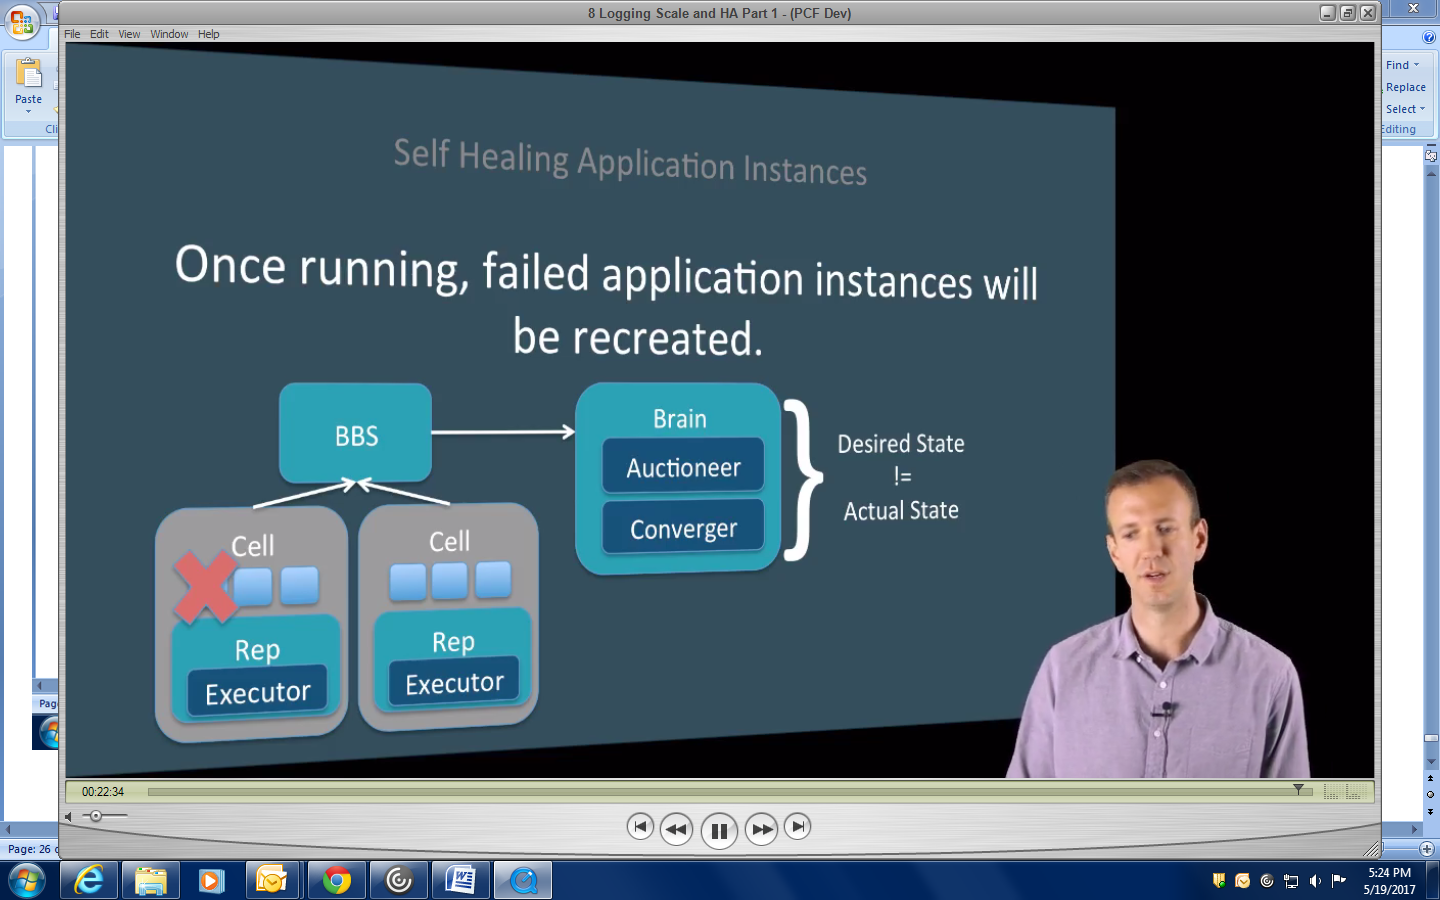 8 Logging Scale and HA Part 1 - (PCF Dev)
File Edit View Window Help
Paste
Find
Replace
Select
Editing
Self Healing Application Instances
Once running, failed application instances will
be recreated.
BBS
Brain
Auctioneer
Converger
}
Desired State
!=
Actual State
Cell
Rep
Executor
Cell
Rep
Executor
00:22:34
Page: 26
5:24 PM
5/19/2017